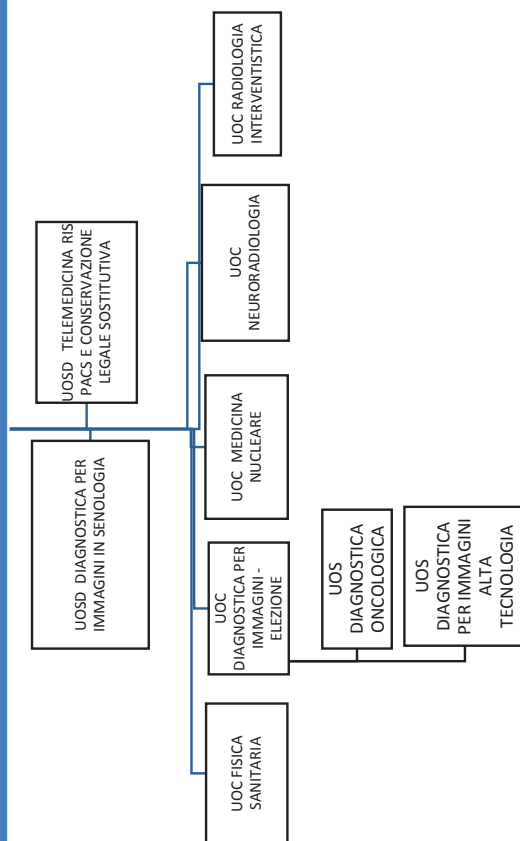 UOSD DIAGNOSTICA PER
IMMAGINI IN SENOLOGIA
UOSD TELEMEDICINA RIS
PACS E CONSERVAZIONE
LEGALE SOSTITUTIVA
UOC FISICA
SANITARIA
UOC
DIAGNOSTICA PER
IMMAGINI -
ELEZIONE
UOC MEDICINA
NUCLEARE
UOC
NEURORADIOLOGIA
UOC RADIOLOGIA
INTERVENTISTICA
UOS
DIAGNOSTICA
ONCOLOGICA
UOS
DIAGNOSTICA
PER IMMAGINI
ALTA
TECNOLOGIA